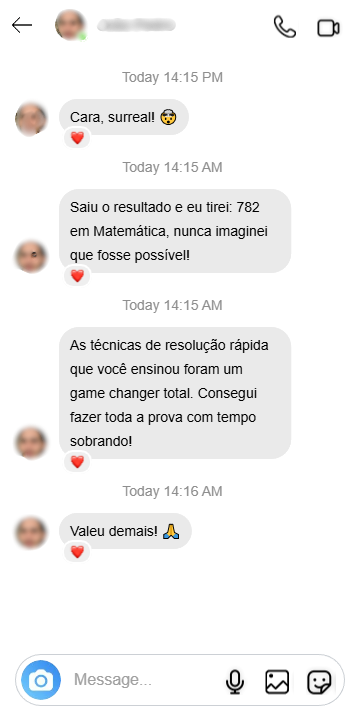 Today 14:15 PM
Cara, surreal! 🤯
Today 14:15 AM
Saiu o resultado e eu tirei: 782
em Matemática, nunca imaginei
que fosse possível!
Today 14:15 AM
As técnicas de resolução rápida
que você ensinou foram um
game changer total. Consegui
fazer toda a prova com tempo
sobrando!
Today 14:16 AM
Valeu demais! 🙏
Message...